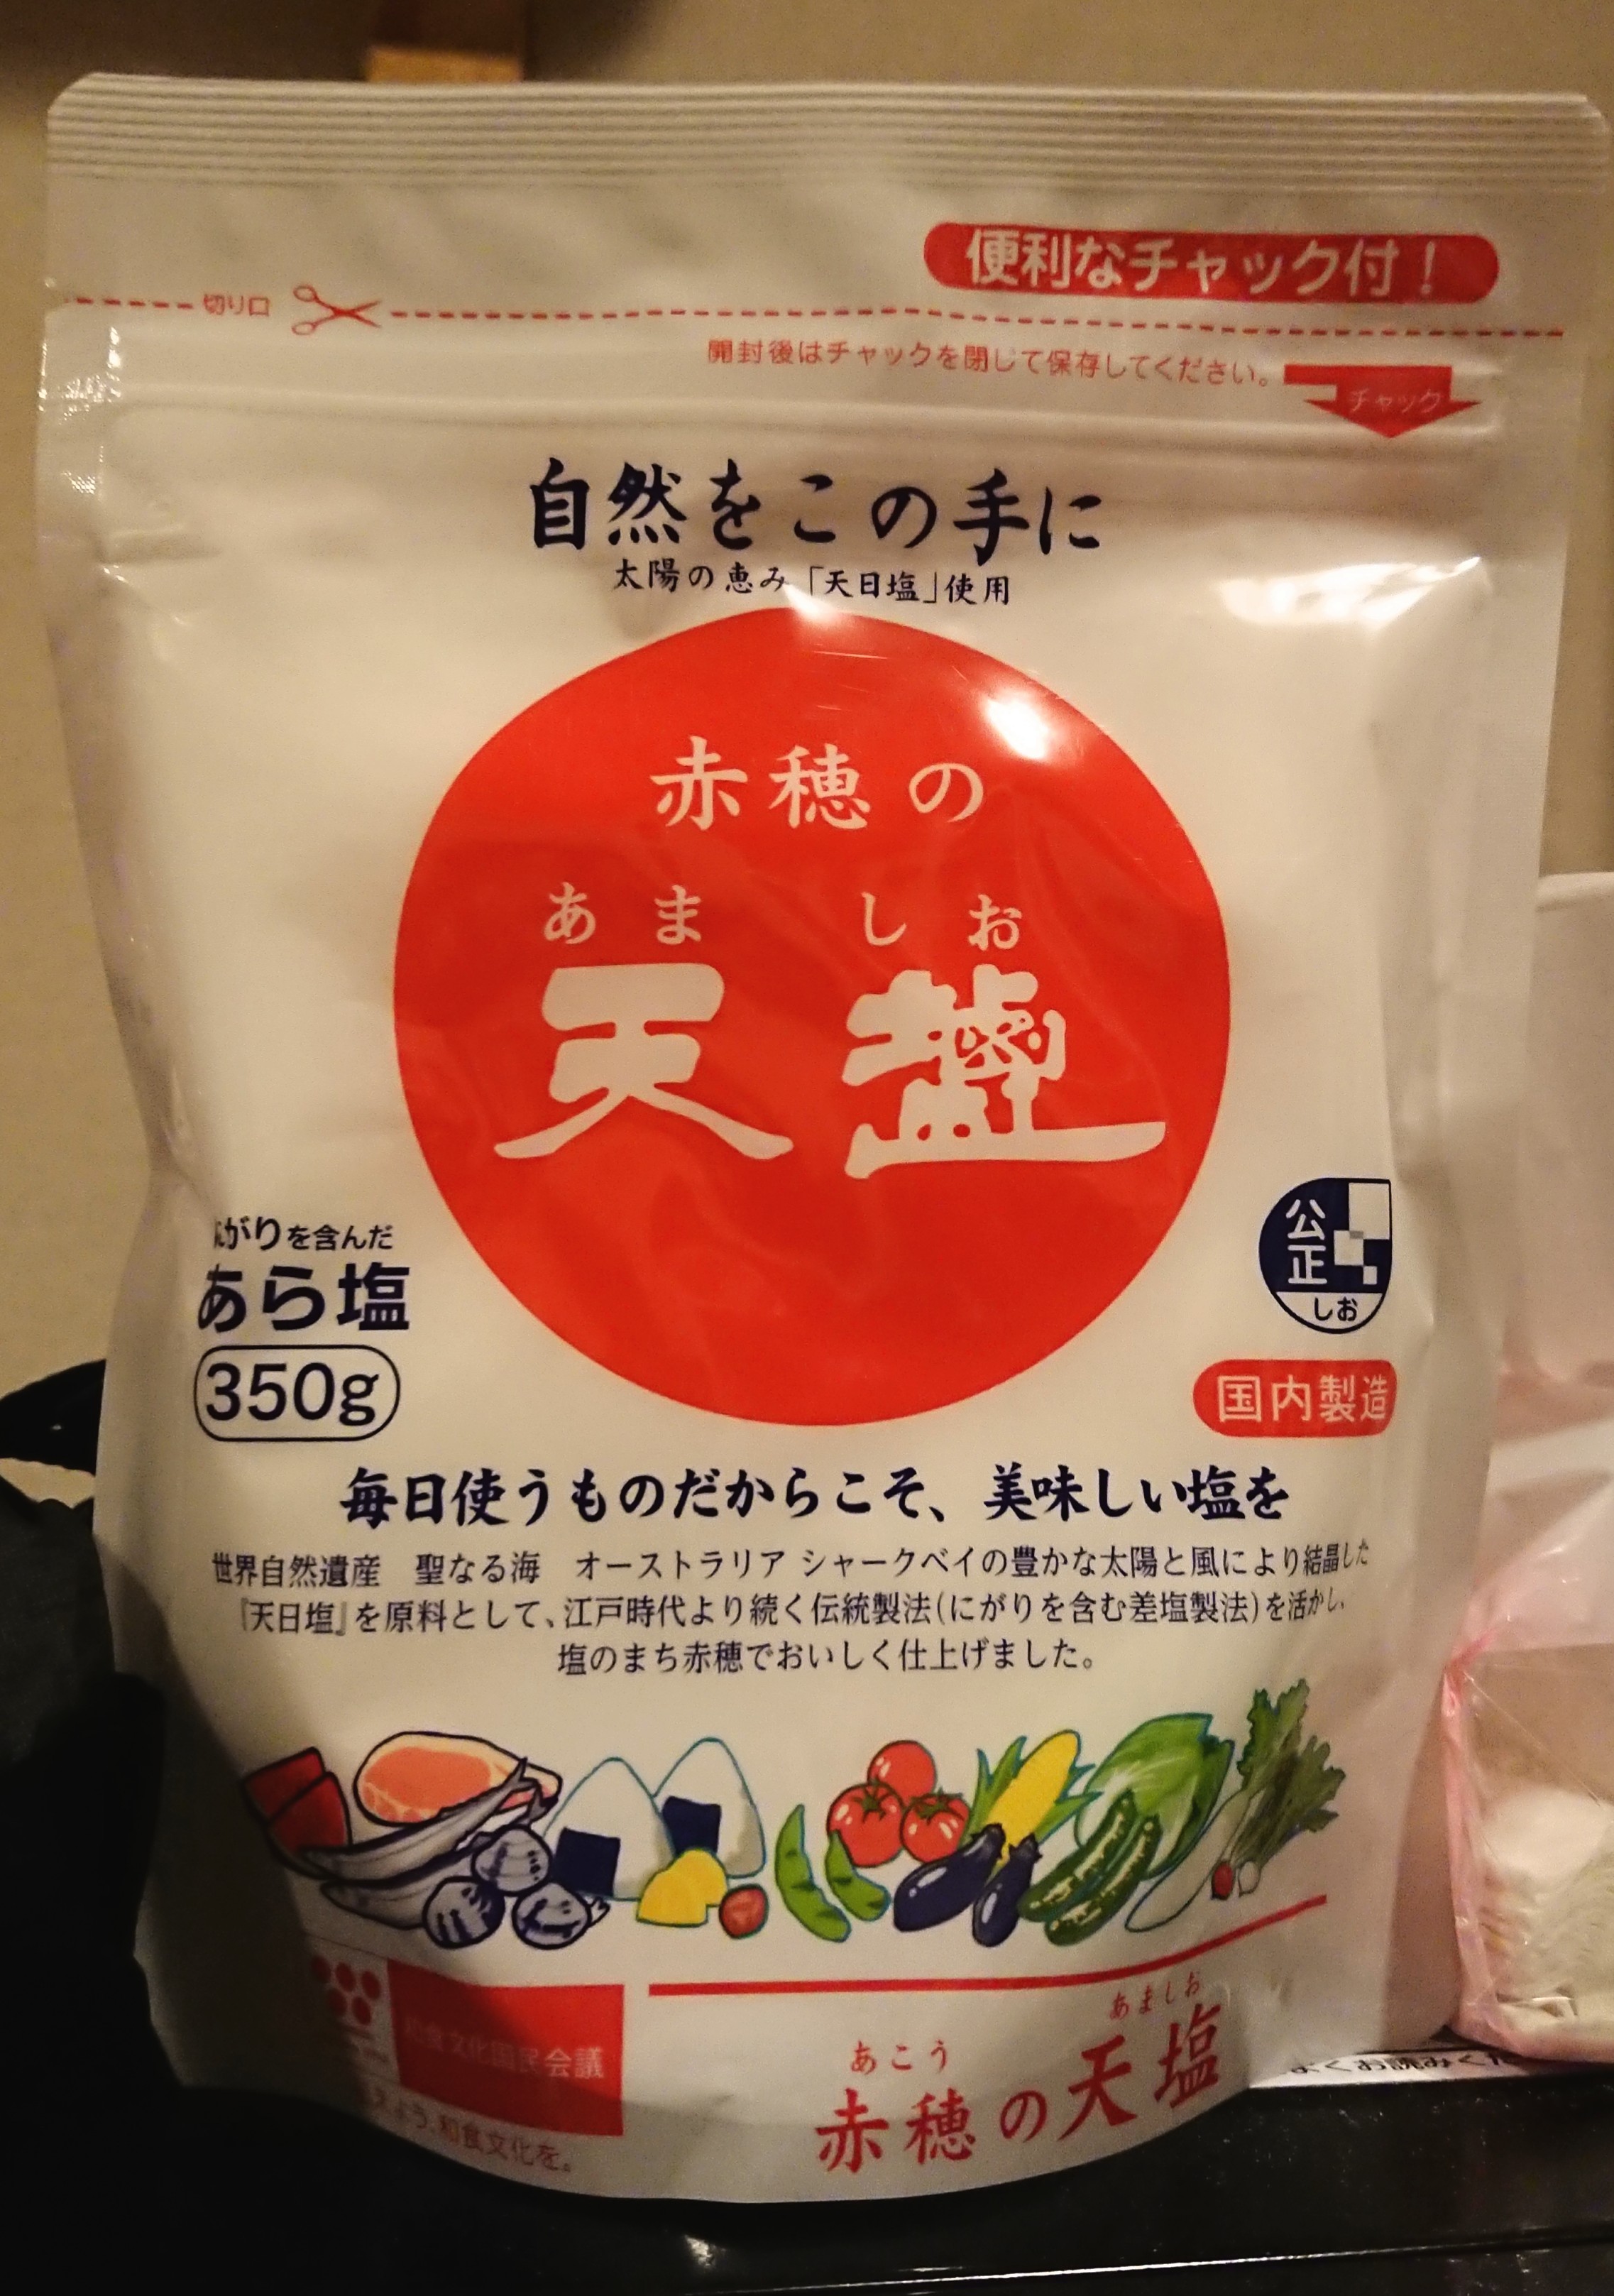 便利なチャック付！
切り口
開封後はチャックを閉じて保存してください。
チャック
自然をこの手に
太陽の恵み「天日塩」使用
赤穂の
あましお
天塩
にがりを含んだ
あら塩
350g
公正
しお
国内製造
毎日使うものだからこそ、美味しい塩を
世界自然遺産　聖なる海　オーストラリア シャークベイの豊かな太陽と風により結晶した
『天日塩』を原料として、江戸時代より続く伝統製法(にがりを含む差塩製法)を活かし、
塩のまち赤穂でおいしく仕上げました。
和食文化国民会議
えよう、和食文化を。
あこう　あましお
赤穂の天塩
よくお読みくだ